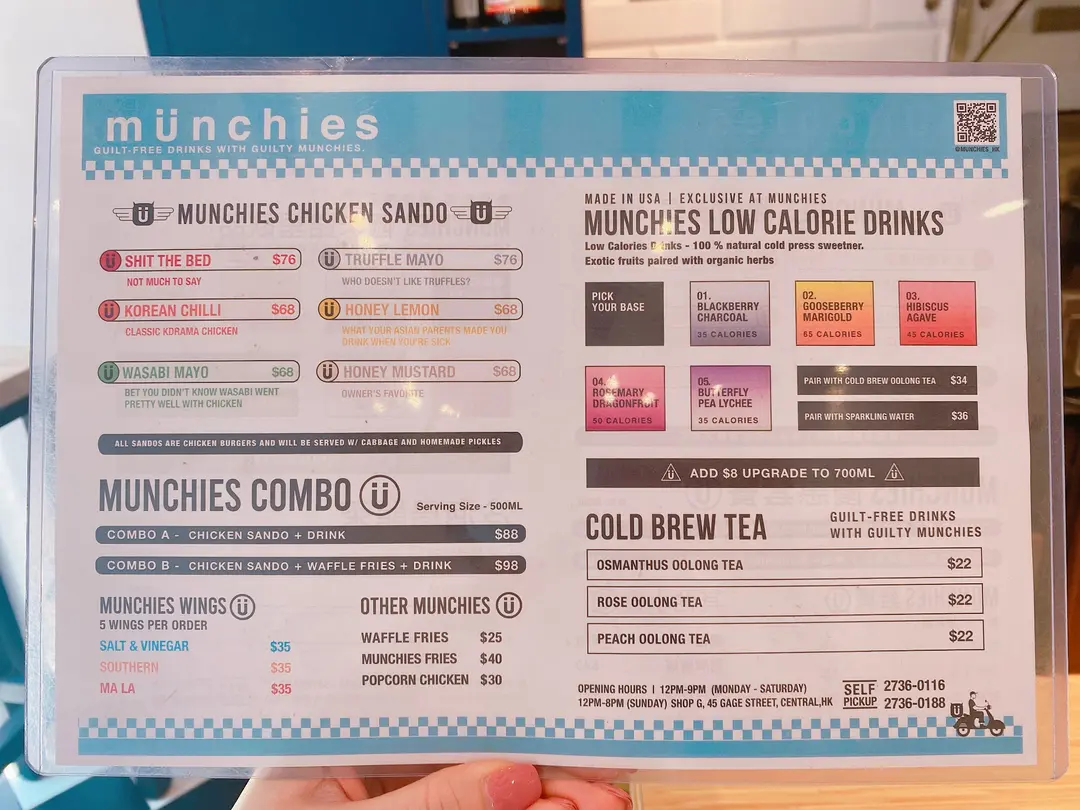 münchies
GUILT-FREE DRINKS WITH GUILTY MUNCHIES.
@MUNCHIES_HK
MUNCHIES CHICKEN SANDO
SHIT THE BED $76
NOT MUCH TO SAY
TRUFFLE MAYO $76
WHO DOESN'T LIKE TRUFFLES?
KOREAN CHILLI $68
CLASSIC KDRAMA CHICKEN
HONEY LEMON $68
WHAT YOUR ASIAN PARENTS MADE YOU
DRINK WHEN YOU'RE SICK
WASABI MAYO $68
BET YOU DIDN'T KNOW WASABI WENT
PRETTY WELL WITH CHICKEN
HONEY MUSTARD $68
OWNER'S FAVORITE
ALL SANDOS ARE CHICKEN BURGERS AND WILL BE SERVED W/ CABBAGE AND HOMEMADE PICKLES
MUNCHIES COMBO Ü Serving Size - 500ML
COMBO A - CHICKEN SANDO + DRINK $88
COMBO B - CHICKEN SANDO + WAFFLE FRIES + DRINK $98
MUNCHIES WINGS Ü
5 WINGS PER ORDER
SALT & VINEGAR $35
SOUTHERN $35
MA LA $35
OTHER MUNCHIES Ü
WAFFLE FRIES $25
MUNCHIES FRIES $40
POPCORN CHICKEN $30
MADE IN USA | EXCLUSIVE AT MUNCHIES
MUNCHIES LOW CALORIE DRINKS
Low Calories Drinks - 100 % natural cold press sweetner.
Exotic fruits paired with organic herbs
PICK
YOUR BASE
01.
BLACKBERRY
CHARCOAL
35 CALORIES
02.
GOOSEBERRY
MARIGOLD
65 CALORIES
03.
HIBISCUS
AGAVE
45 CALORIES
04.
ROSEMARY
DRAGONFRUIT
50 CALORIES
05.
BUTTERFLY
PEA LYCHEE
35 CALORIES
PAIR WITH COLD BREW OOLONG TEA $34
PAIR WITH SPARKLING WATER $36
ADD $8 UPGRADE TO 700ML
COLD BREW TEA
GUILT-FREE DRINKS
WITH GUILTY MUNCHIES
OSMANTHUS OOLONG TEA $22
ROSE OOLONG TEA $22
PEACH OOLONG TEA $22
OPENING HOURS | 12PM-9PM (MONDAY - SATURDAY)
12PM-8PM (SUNDAY) SHOP G, 45 GAGE STREET, CENTRAL,HK
SELF
PICKUP
2736-0116
2736-0188